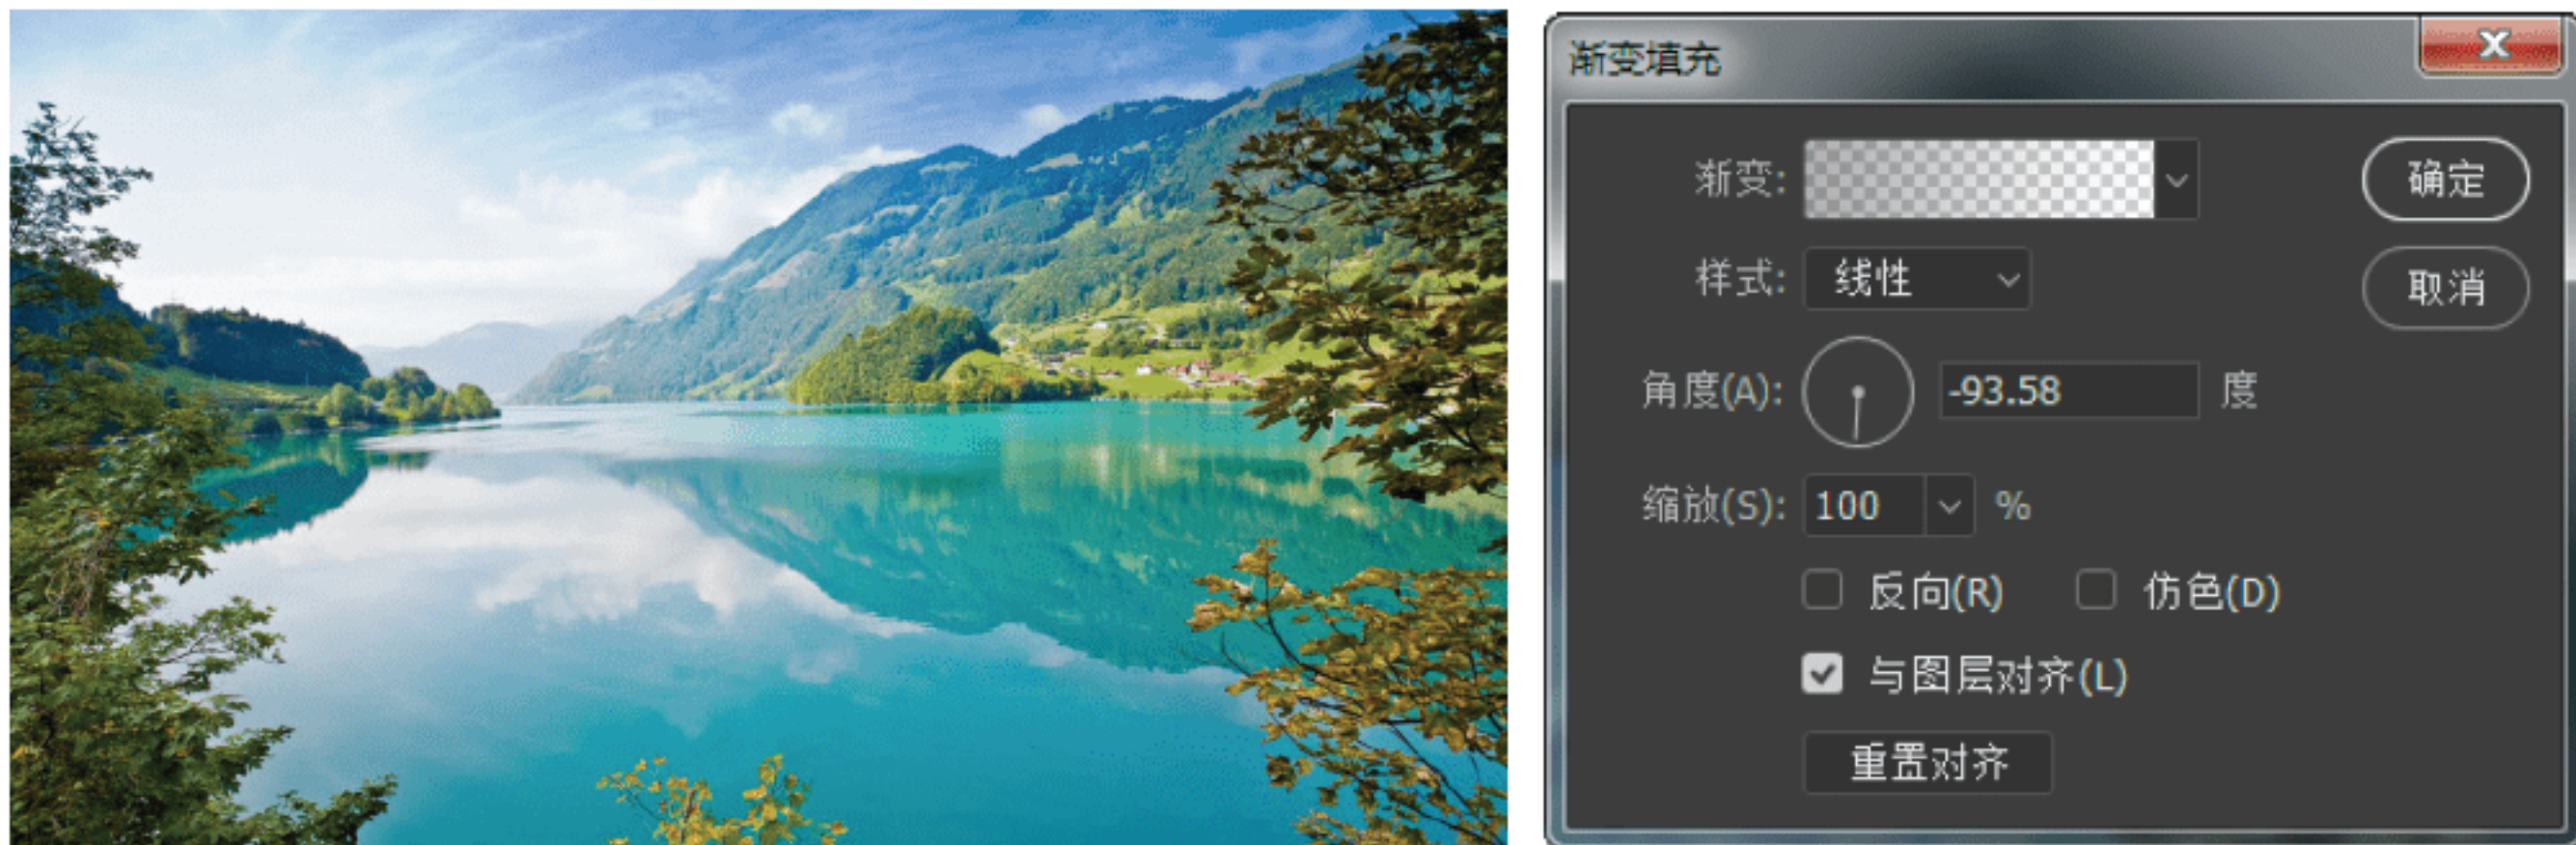 渐变填充
渐变:
确定
样式: 线性
取消
角度(A): -93.58 度
缩放(S): 100 %
反向(R) 仿色(D)
与图层对齐(L)
重置对齐